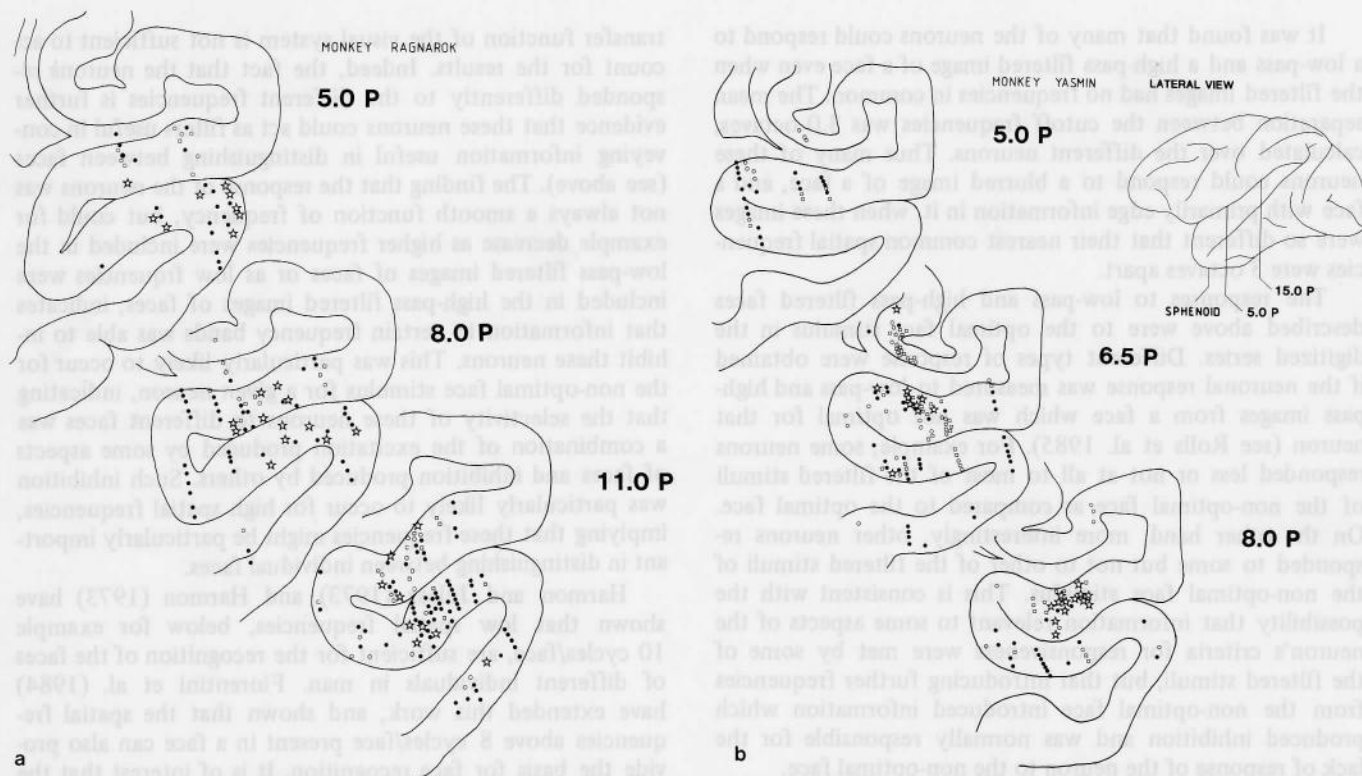 MONKEY RAGNAROK
5.0 P
8.0 P
11.0 P
a
transfer function of the visual system is not sufficient to ac-
count for the results. Indeed, the fact that the neurons re-
sponded differently to the different frequencies is further
evidence that these neurons could act as filters useful in con-
veying information useful in distinguishing between faces
(see above). The finding that the response of the neurons was
not always a smooth function of frequency, but could for
example decrease as higher frequencies were included in the
low-pass filtered images of faces or as low frequencies were
included in the high-pass filtered images of faces, indicates
that information in certain frequency bands was able to in-
hibit these neurons. This was particularly likely to occur for
the non-optimal face stimulus for a given neuron, indicating
that the selectivity of these neurons to different faces was
a combination of the excitation produced by some aspects
of faces and inhibition produced by others. Such inhibition
was particularly likely to occur for high spatial frequencies,
implying that these frequencies might be particularly import-
ant in distinguishing between individual faces.
Harmon and (1973) and Harmon (1973) have
shown that low spatial frequencies, below for example
10 cycles/face, are sufficient for the recognition of the faces
of different individuals in man. Fiorentini et al. (1984)
have extended this work, and shown that the spatial fre-
quencies above 8 cycles/face present in a face can also pro-
vide the basis for face recognition. It is of interest that the
It was found that many of the neurons could respond to
a low-pass and a high-pass filtered image of a face even when
the filtered images had no frequencies in common. The mean
separation between the cutoff frequencies was octaves,
calculated over the different neurons. Thus many of these
neurons could respond to a blurred image of a face, and a
face with primarily edge information in it, when these images
were so different that their nearest common spatial frequen-
cies were 3 octaves apart.
The responses to low-pass and high-pass filtered faces
described above were to the optimal face stimulus in the
digitized series. Different types of response were obtained
if the neuronal response was measured to low-pass and high-
pass images from a face which was not optimal for that
neuron (see Rolls et al. 1985). For example, some neurons
responded less or not at all to most of the filtered stimuli
of the non-optimal face as compared to the optimal face.
On the other hand, more interestingly, other neurons re-
sponded to some but not to other of the filtered stimuli of
the non-optimal face stimulus. This is consistent with the
possibility that information relevant to some aspects of the
neuron's criteria for responsiveness were met by some of
the filtered stimuli, but that introducing further frequencies
from the non-optimal face introduced information which
produced inhibition and was normally responsible for the
lack of response of the neuron to the non-optimal face.
MONKEY YASMIN
LATERAL VIEW
5.0 P
15.0 P
SPHENOID
5.0 P
6.5 P
8.0 P
b